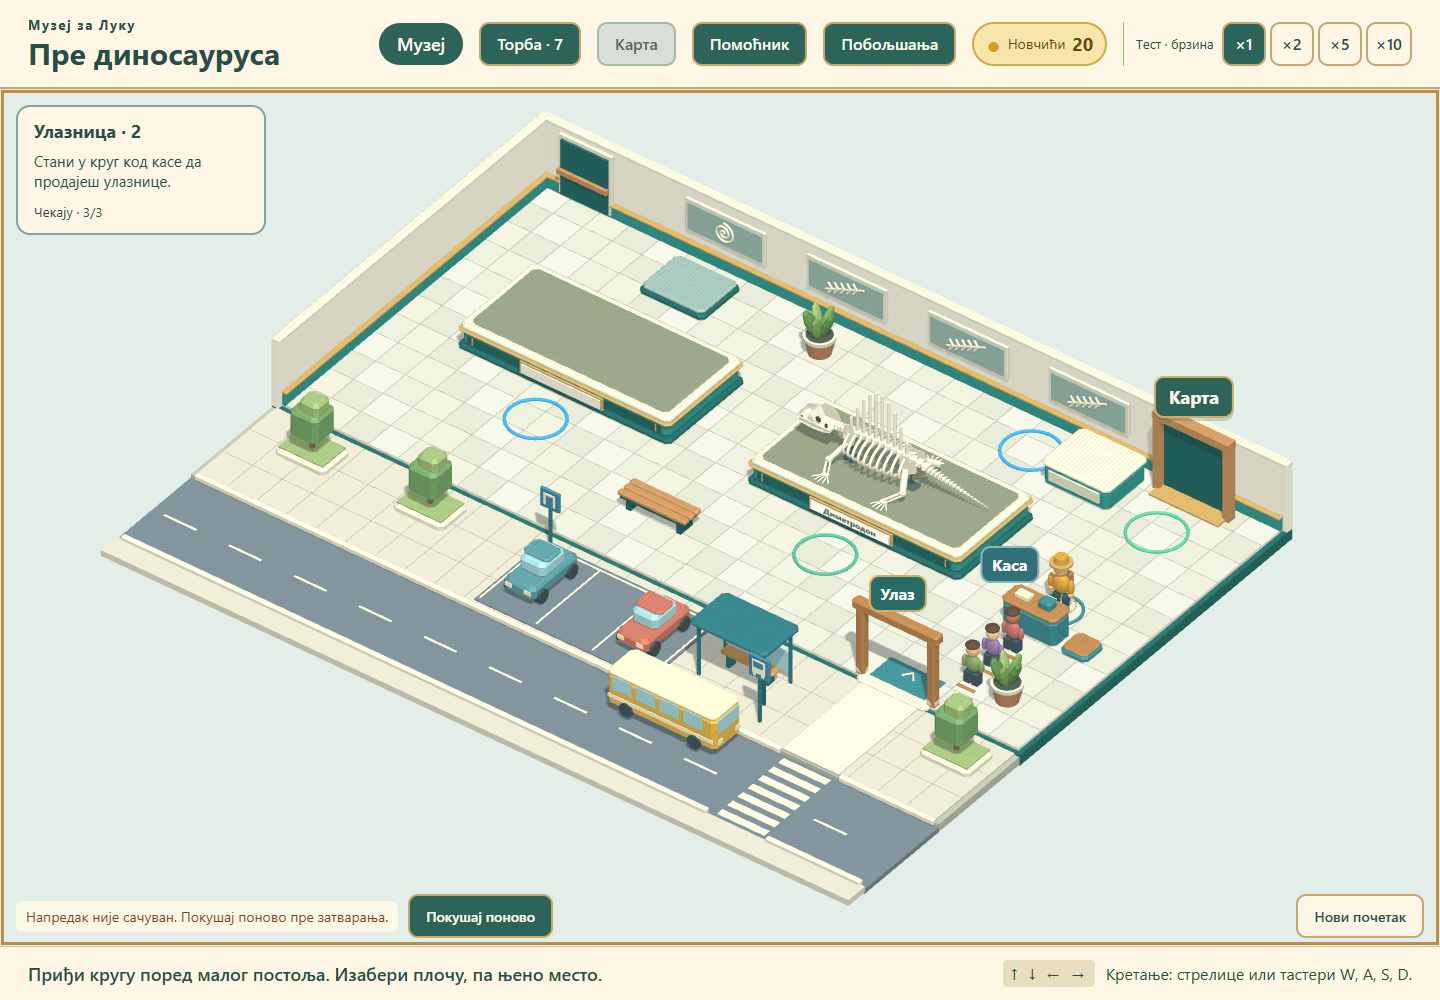 Музеј за Луку
Пре диносауруса
Музеј
Торба · 7
Карта
Помоћник
Побољшања
Новчићи 20
Тест · брзина
×1
×2
×5
×10
Улазница · 2
Стани у круг код касе да
продајеш улазнице.
Чекају · 3/3
Карта
Диметродон
Каса
Улаз
Напредак није сачуван. Покушај поново пре затварања.
Покушај поново
Нови почетак
Приђи кругу поред малог постоља. Изабери плочу, па њено место.
↑ ↓ ← → Кретање: стрелице или тастери W, A, S, D.